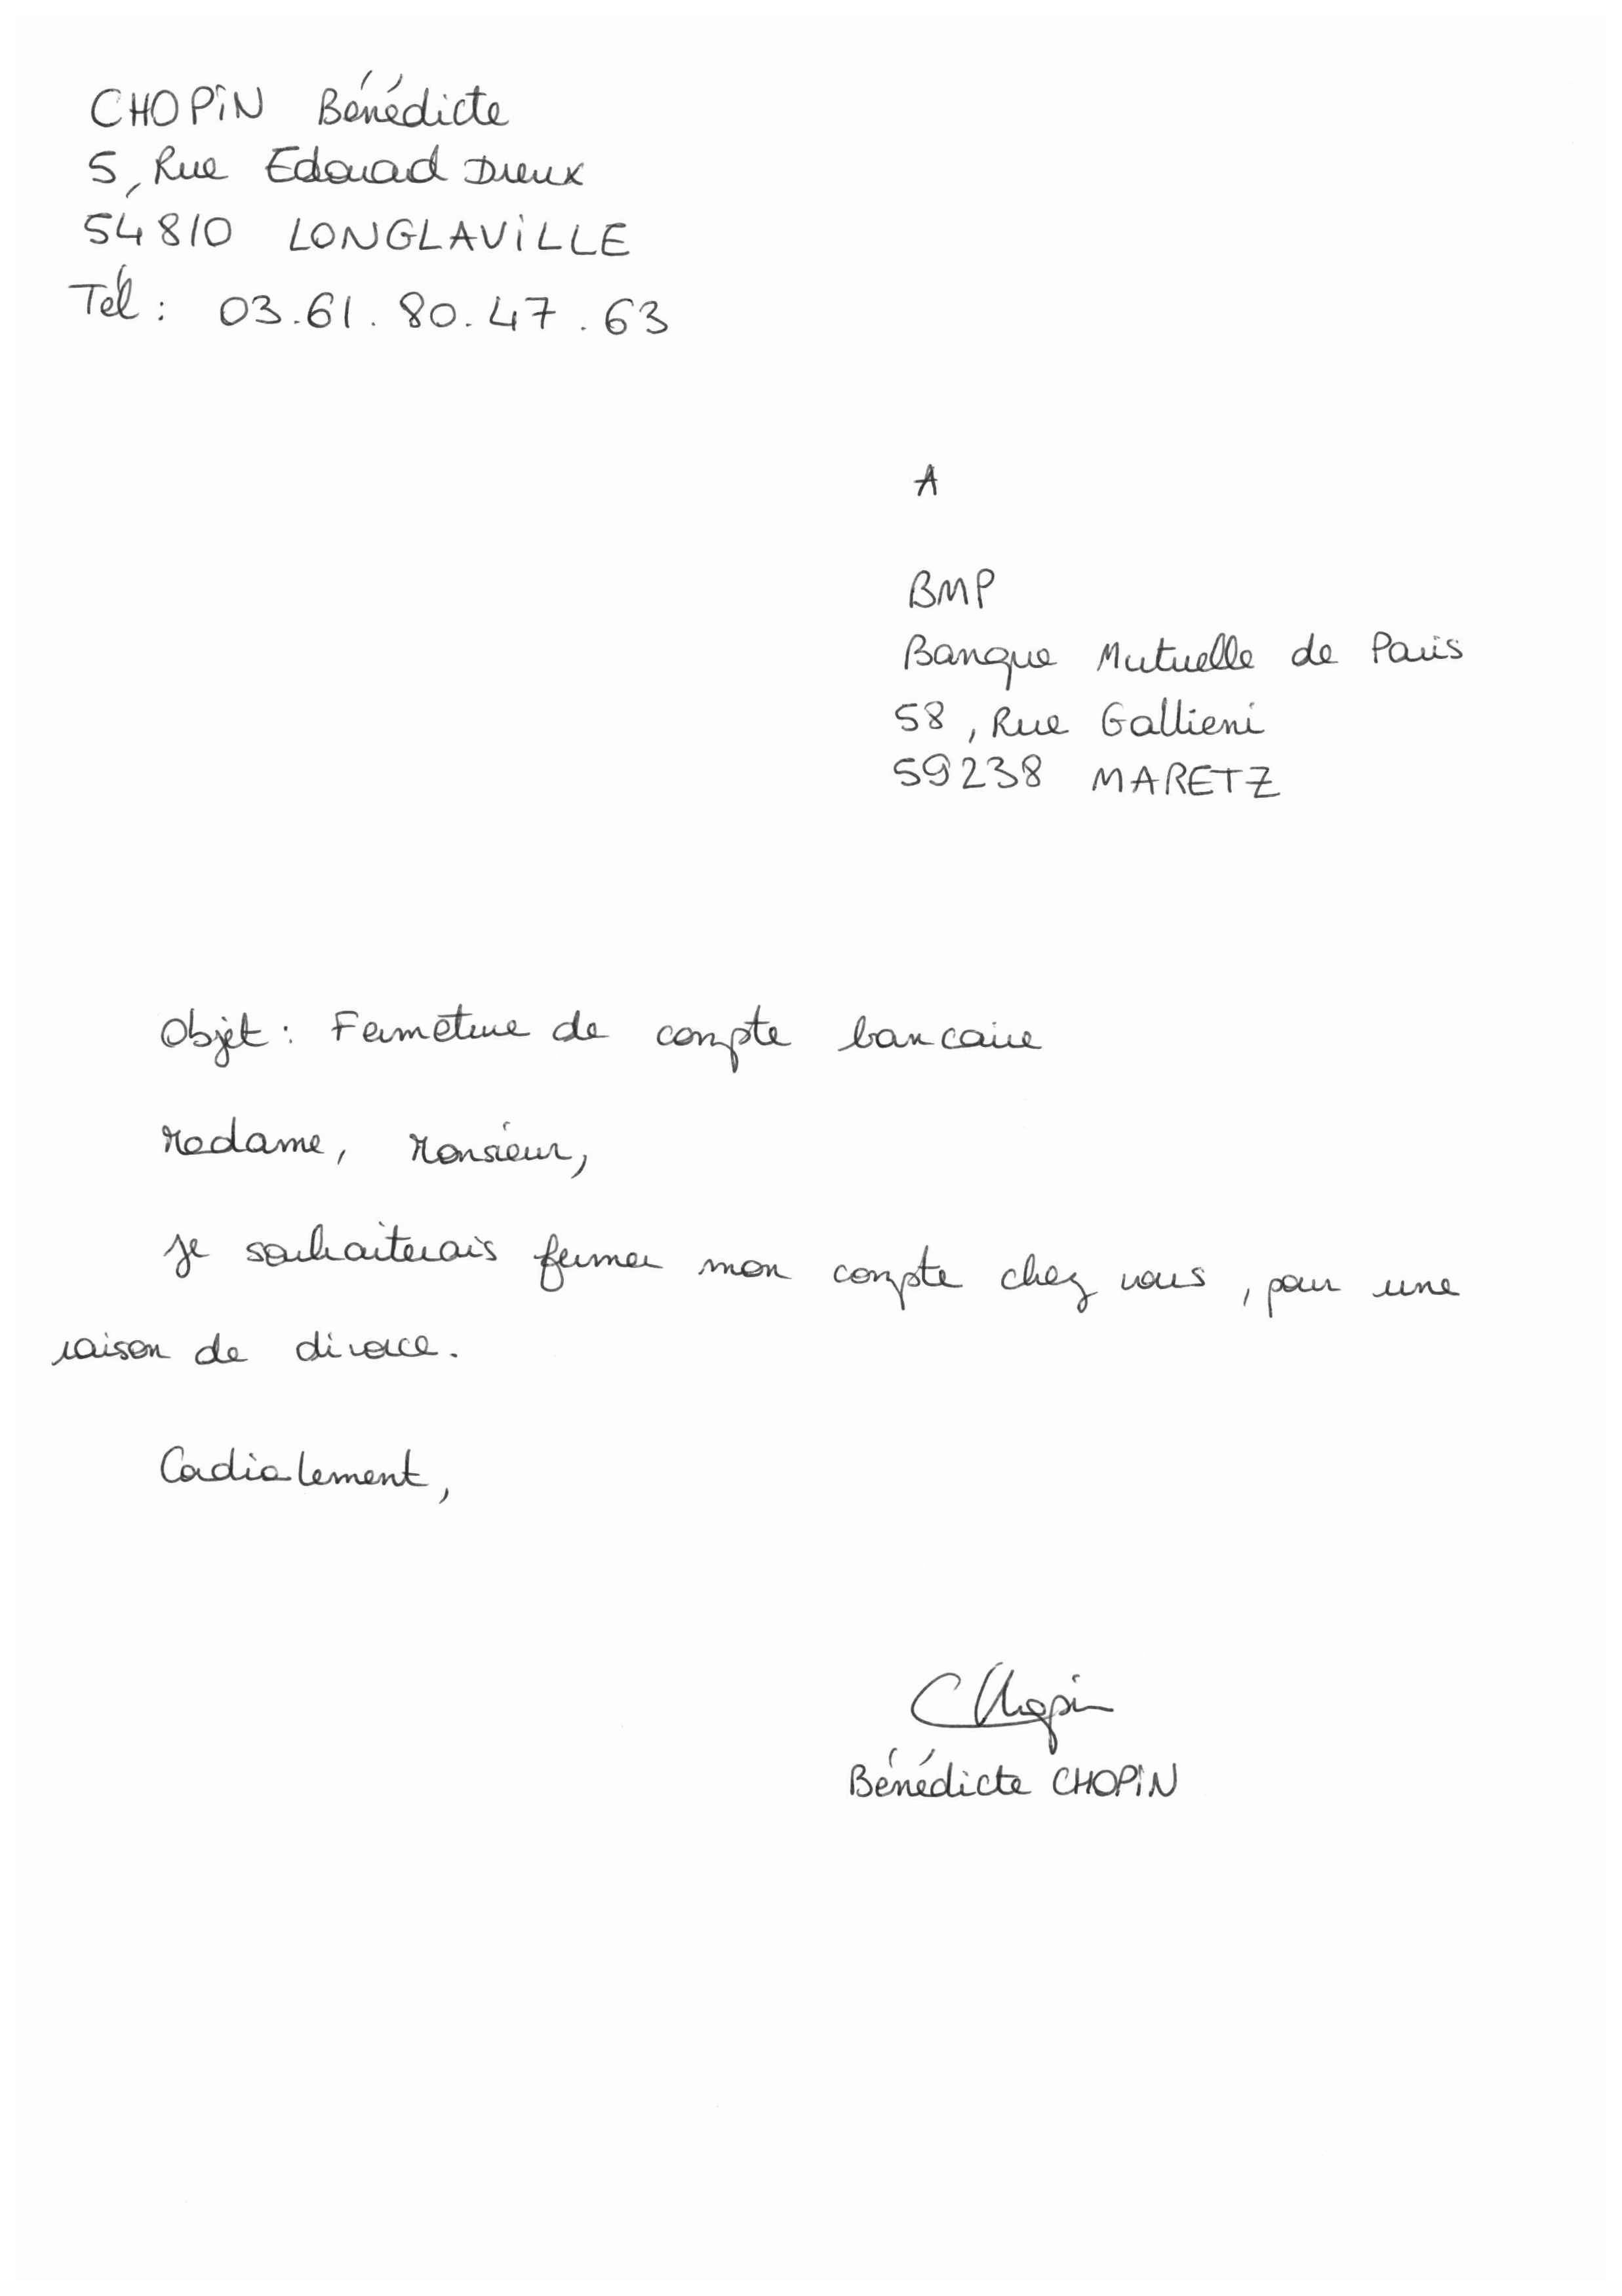 CHOPIN Bénédicte
5, Rue Edouard Dreux
54810 LONGLAVILLE
Tél : 03.61.80.47.63
A
BMP
Banque Mutuelle de Paris
58, Rue Gallieni
59238 MARETZ
Objet : Fermeture de compte bancaire
Madame, Monsieur,
Je souhaiterais fermer mon compte chez vous, pour une
raison de divorce.
Cordialement,
Chopin
Bénédicte CHOPIN